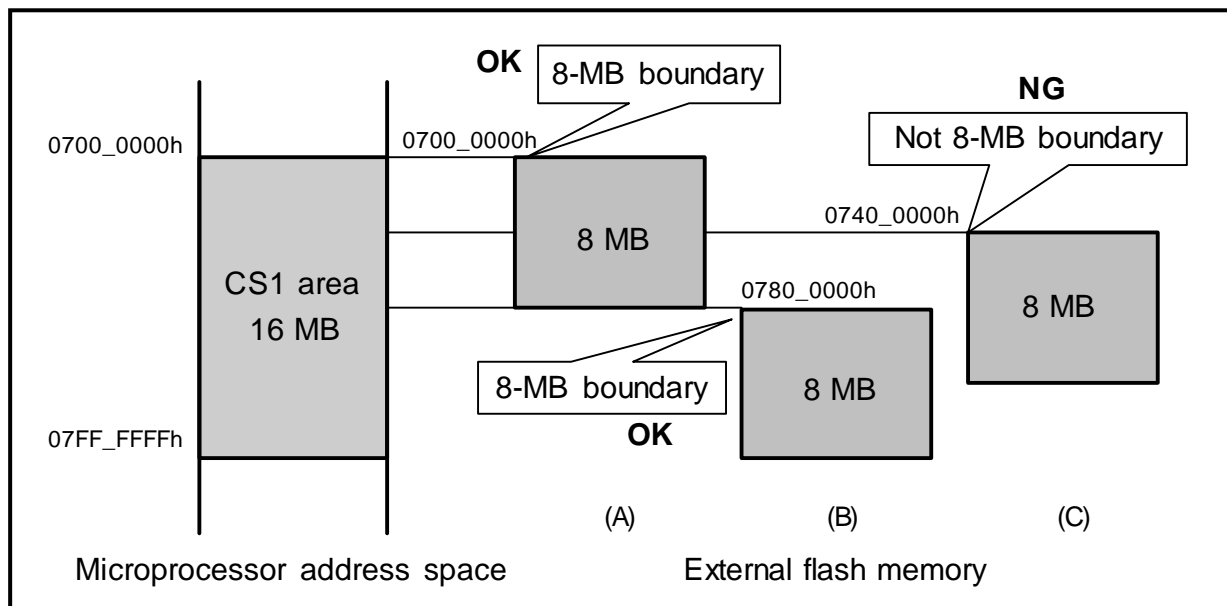 OK
8-MB boundary
NG
Not 8-MB boundary
0700_0000h
0700_0000h
8 MB
0740_0000h
CS1 area
16 MB
0780_0000h
8 MB
8-MB boundary
OK
8 MB
07FF_FFFFh
(A)
(B)
(C)
Microprocessor address space
External flash memory